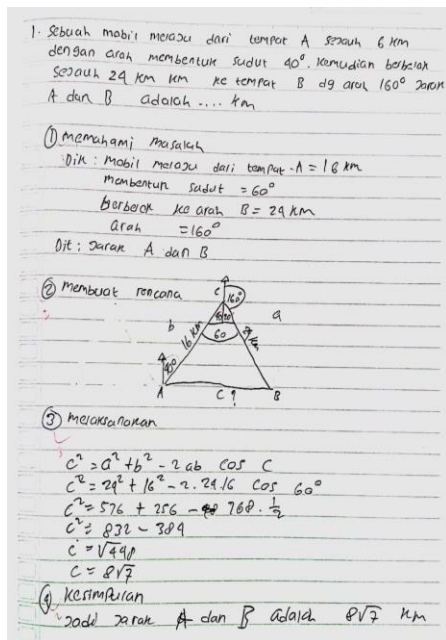 1. Sebuah mobil melaju dari tempat A sejauh 6 km
dengan arah membentuk sudut 40°. Kemudian berbelok
sejauh 24 km km ke tempat B dg arah 160° jarak
A dan B adalah .... km
① memahami masalah
Dik : mobil melaju dari tempat A = 16 km
membentuk sudut = 60°
berbelok ke arah B = 24 km
arah = 160°
Dit : jarak A dan B
② membuat rencana
C 160°
b a
16 km 60 24 km
40°
A C ? B
③ melaksanakan
c² = a² + b² - 2 ab cos C
c² = 24² + 16² - 2.24.16 cos 60°
c² = 576 + 256 - 768 . 1/2
c² = 832 - 384
c = √448
c = 8√7
④ kesimpulan
jadi jarak A dan B adalah 8√7 km